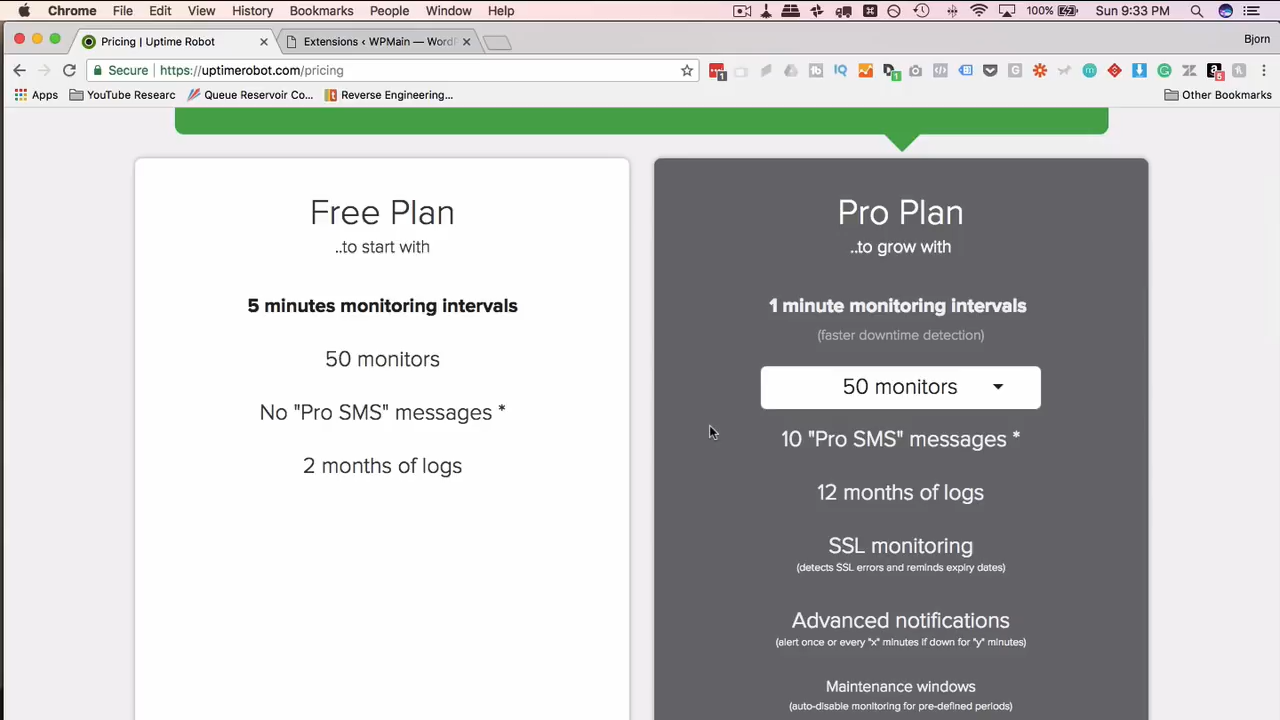 Chrome File Edit View History Bookmarks People Window Help 100% Sun 9:33 PM
Pricing | Uptime Robot
Extensions ‹ WPMain — WordP
Bjorn
Secure | https://uptimerobot.com/pricing
Apps YouTube Researc Queue Reservoir Co... Reverse Engineering... Other Bookmarks
Free Plan
..to start with
5 minutes monitoring intervals
50 monitors
No "Pro SMS" messages *
2 months of logs
Pro Plan
..to grow with
1 minute monitoring intervals
(faster downtime detection)
50 monitors
10 "Pro SMS" messages *
12 months of logs
SSL monitoring
(detects SSL errors and reminds expiry dates)
Advanced notifications
(alert once or every "x" minutes if down for "y" minutes)
Maintenance windows
(auto-disable monitoring for pre-defined periods)